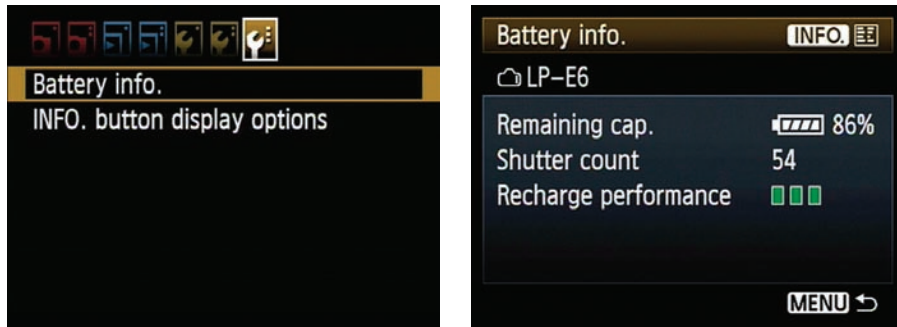 Battery info.
INFO. button display options
Battery info. INFO.
LP-E6
Remaining cap. 86%
Shutter count 54
Recharge performance
MENU